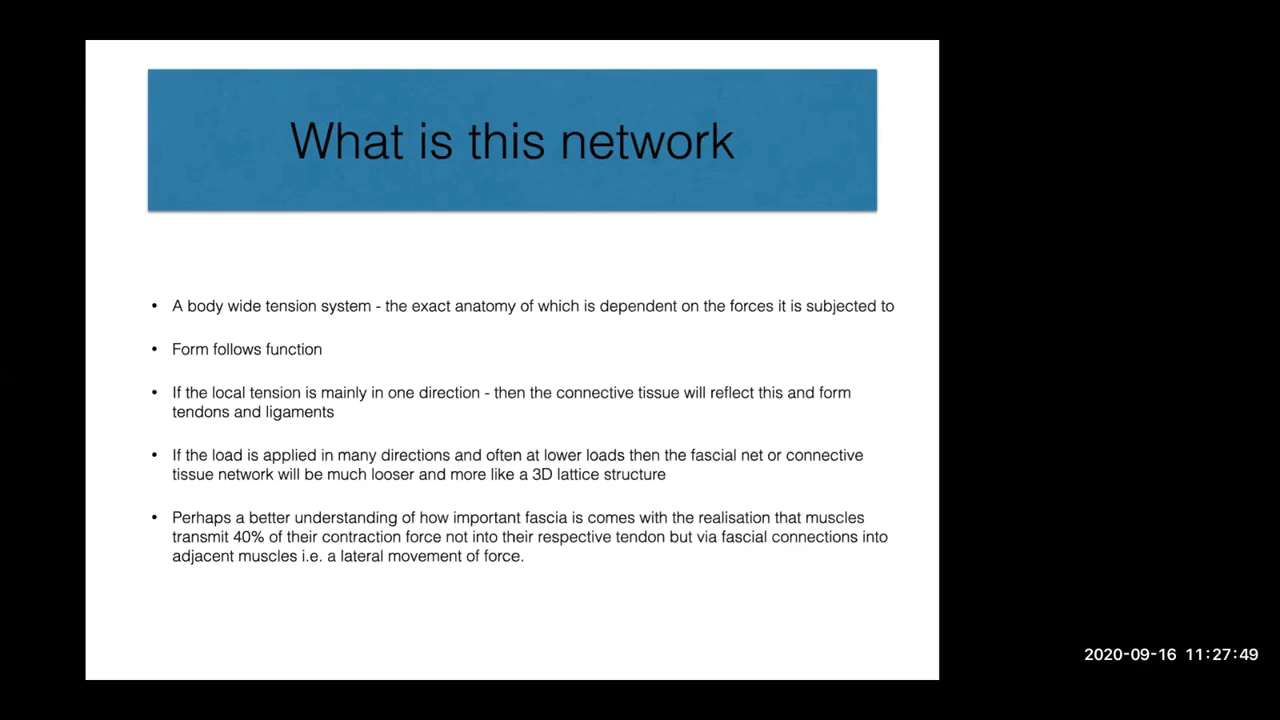 What is this network
• A body wide tension system - the exact anatomy of which is dependent on the forces it is subjected to
• Form follows function
• If the local tension is mainly in one direction - then the connective tissue will reflect this and form
tendons and ligaments
• If the load is applied in many directions and often at lower loads then the fascial net or connective
tissue network will be much looser and more like a 3D lattice structure
• Perhaps a better understanding of how important fascia is comes with the realisation that muscles
transmit 40% of their contraction force not into their respective tendon but via fascial connections into
adjacent muscles i.e. a lateral movement of force.
2020-09-16 11:27:49